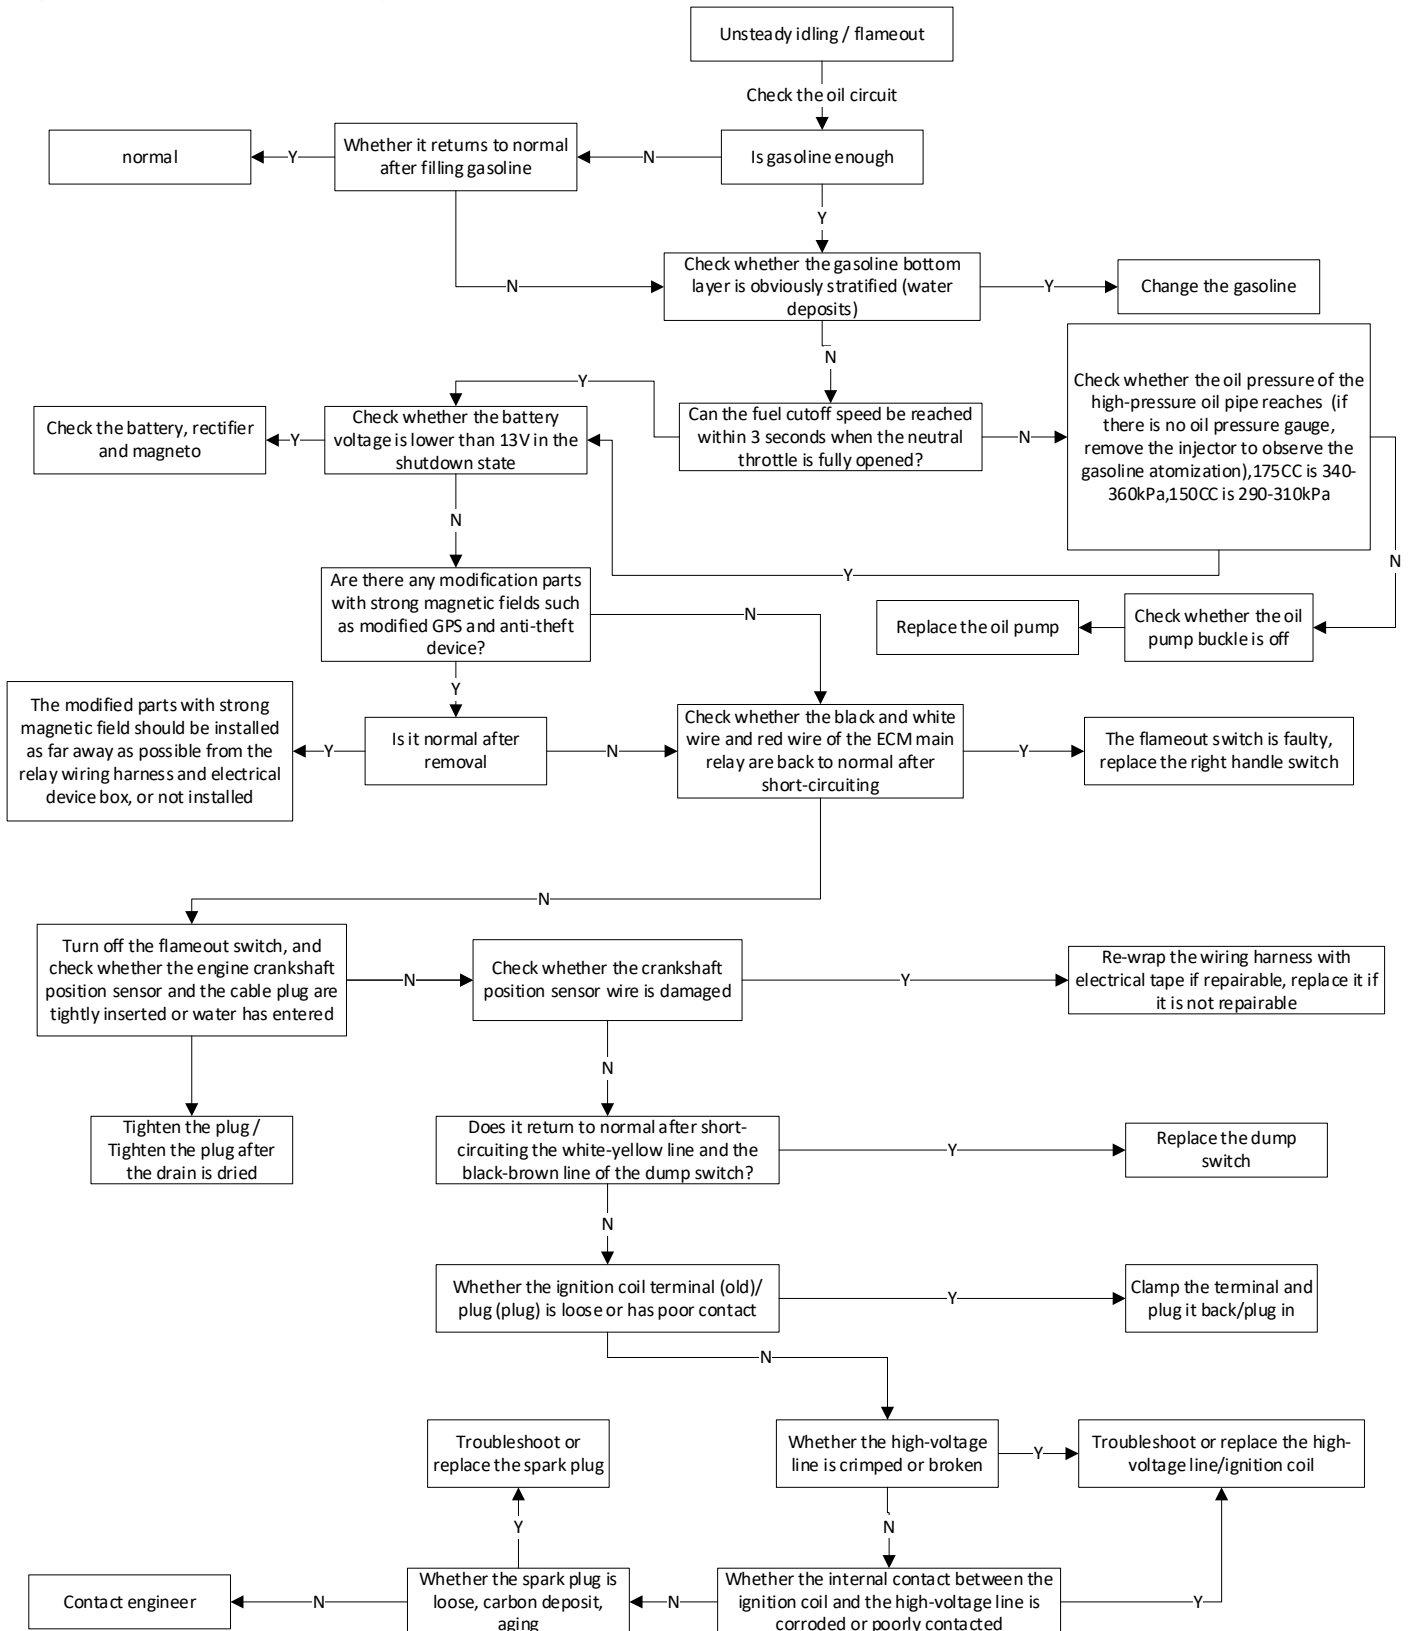 Unsteady idling / flameout
Check the oil circuit
Is gasoline enough
N
Whether it returns to normal
after filling gasoline
Y
normal
Y
N
Check whether the gasoline bottom
layer is obviously stratified (water
deposits)
Y
Change the gasoline
N
Can the fuel cutoff speed be reached
within 3 seconds when the neutral
throttle is fully opened?
Y
N
Check whether the oil pressure of the
high-pressure oil pipe reaches (if
there is no oil pressure gauge,
remove the injector to observe the
gasoline atomization),175CC is 340-
360kPa,150CC is 290-310kPa
Y
N
Check whether the oil
pump buckle is off
Replace the oil pump
Check whether the battery
voltage is lower than 13V in the
shutdown state
Y
Check the battery, rectifier
and magneto
N
Are there any modification parts
with strong magnetic fields such
as modified GPS and anti-theft
device?
N
Y
Is it normal after
removal
Y
The modified parts with strong
magnetic field should be installed
as far away as possible from the
relay wiring harness and electrical
device box, or not installed
N
Check whether the black and white
wire and red wire of the ECM main
relay are back to normal after
short-circuiting
Y
The flameout switch is faulty,
replace the right handle switch
N
Turn off the flameout switch, and
check whether the engine crankshaft
position sensor and the cable plug are
tightly inserted or water has entered
Tighten the plug /
Tighten the plug after
the drain is dried
N
Check whether the crankshaft
position sensor wire is damaged
Y
Re-wrap the wiring harness with
electrical tape if repairable, replace it if
it is not repairable
N
Does it return to normal after short-
circuiting the white-yellow line and the
black-brown line of the dump switch?
Y
Replace the dump
switch
N
Whether the ignition coil terminal (old)/
plug (plug) is loose or has poor contact
Y
Clamp the terminal and
plug it back/plug in
N
Whether the high-voltage
line is crimped or broken
Y
Troubleshoot or replace the high-
voltage line/ignition coil
N
Whether the internal contact between the
ignition coil and the high-voltage line is
corroded or poorly contacted
Y
N
Whether the spark plug is
loose, carbon deposit,
aging
Y
Troubleshoot or
replace the spark plug
N
Contact engineer